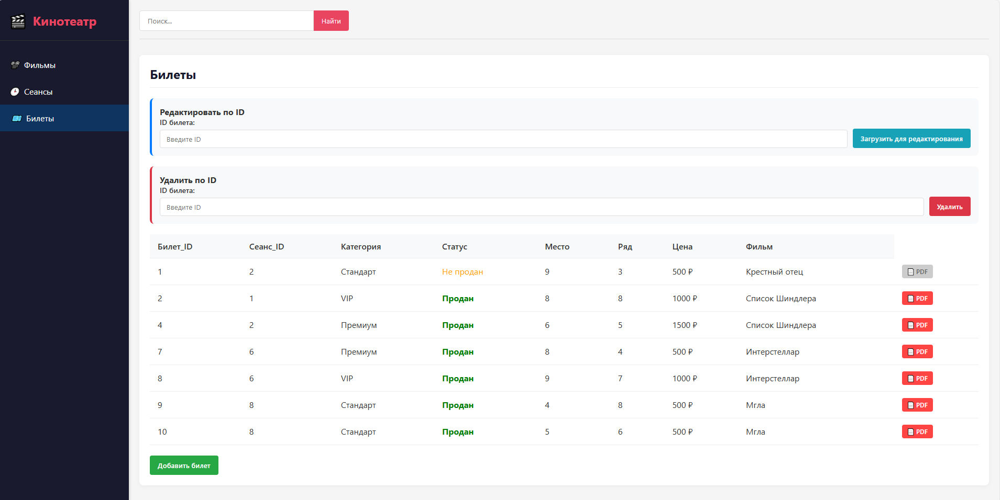 Кинотеатр
Фильмы
Сеансы
Билеты
Поиск...
Найти
Билеты
Редактировать по ID
ID билета:
Введите ID
Загрузить для редактирования
Удалить по ID
ID билета:
Введите ID
Удалить
Билет_ID Сеанс_ID Категория Статус Место Ряд Цена Фильм
1 2 Стандарт Не продан 9 3 500 ₽ Крестный отец PDF
2 1 VIP Продан 8 8 1000 ₽ Список Шиндлера PDF
4 2 Премиум Продан 6 5 1500 ₽ Список Шиндлера PDF
7 6 Премиум Продан 8 4 500 ₽ Интерстеллар PDF
8 6 VIP Продан 9 7 1000 ₽ Интерстеллар PDF
9 8 Стандарт Продан 4 8 500 ₽ Мгла PDF
10 8 Стандарт Продан 5 6 500 ₽ Мгла PDF
Добавить билет